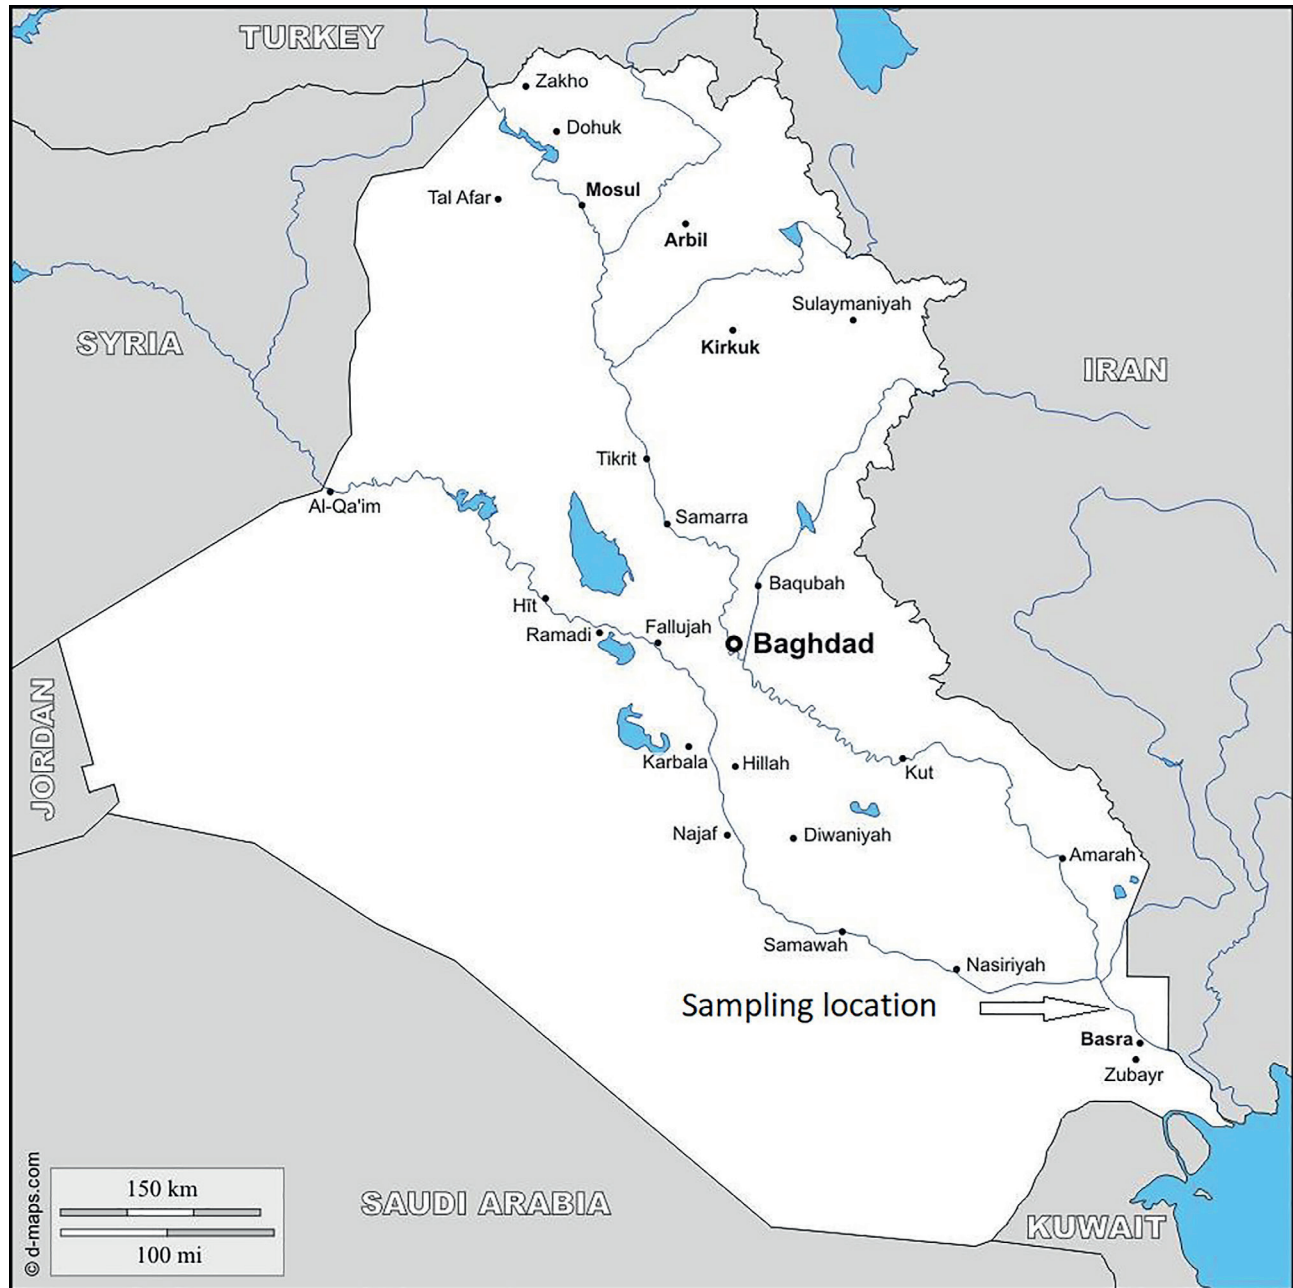 TURKEY
Zakho
Dohuk
Mosul
Tal Afar
Arbil
Sulaymaniyah
SYRIA
Kirkuk
IRAN
Tikrit
Al-Qa'im
Samarra
Baqubah
Hīt
Ramadi
Fallujah
Baghdad
JORDAN
Karbala
Hillah
Kut
Najaf
Diwaniyah
Amarah
Samawah
Nasiriyah
Sampling location
Basra
Zubayr
© d-maps.com
150 km
100 mi
SAUDI ARABIA
KUWAIT